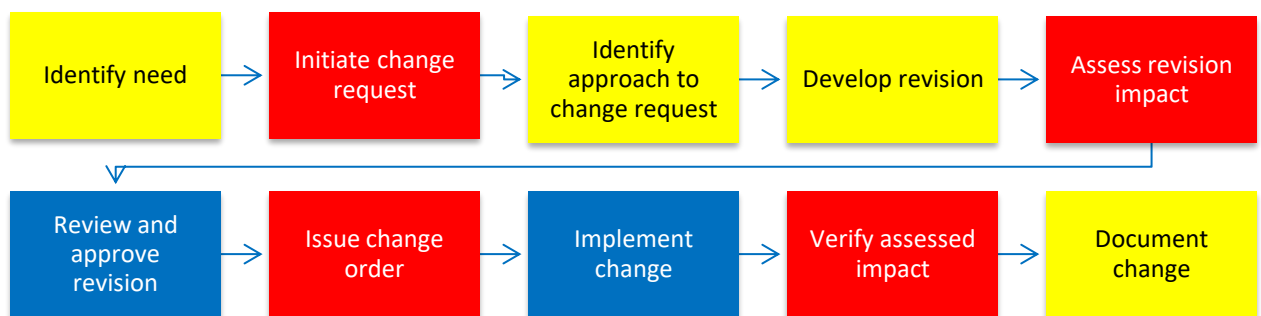 Identify need
Initiate change
request
Identify
approach to
change request
Develop revision
Assess revision
impact
Review and
approve
revision
Issue change
order
Implement
change
Verify assessed
impact
Document
change